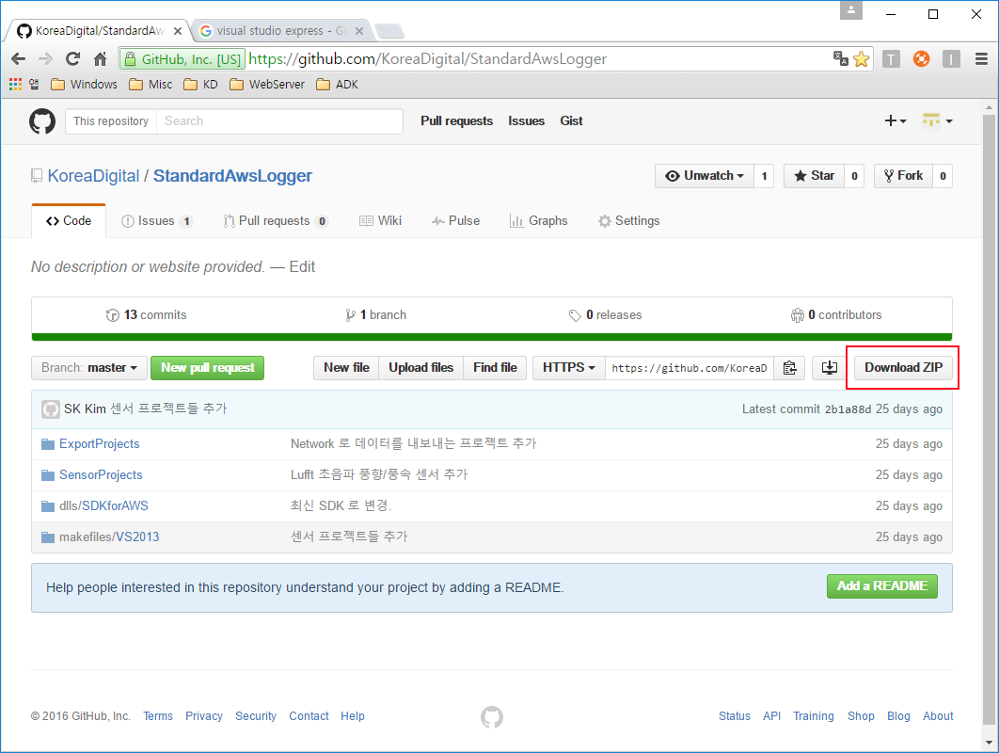 KoreaDigital/StandardAw
visual studio express - Go
GitHub, Inc. [US] https://github.com/KoreaDigital/StandardAwsLogger
앱 Windows Misc KD WebServer ADK
This repository Search Pull requests Issues Gist
KoreaDigital / StandardAwsLogger Unwatch 1 Star 0 Fork 0
Code Issues 1 Pull requests 0 Wiki Pulse Graphs Settings
No description or website provided. — Edit
13 commits 1 branch 0 releases 0 contributors
Branch: master New pull request New file Upload files Find file HTTPS https://github.com/KoreaD Download ZIP
SK Kim 센서 프로젝트들 추가 Latest commit 2b1a88d 25 days ago
ExportProjects Network 로 데이터를 내보내는 프로젝트 추가 25 days ago
SensorProjects Lufft 초음파 풍향/풍속 센서 추가 25 days ago
dlls/SDKforAWS 최신 SDK 로 변경. 25 days ago
makefiles/VS2013 센서 프로젝트들 추가 25 days ago
Help people interested in this repository understand your project by adding a README. Add a README
© 2016 GitHub, Inc. Terms Privacy Security Contact Help Status API Training Shop Blog About